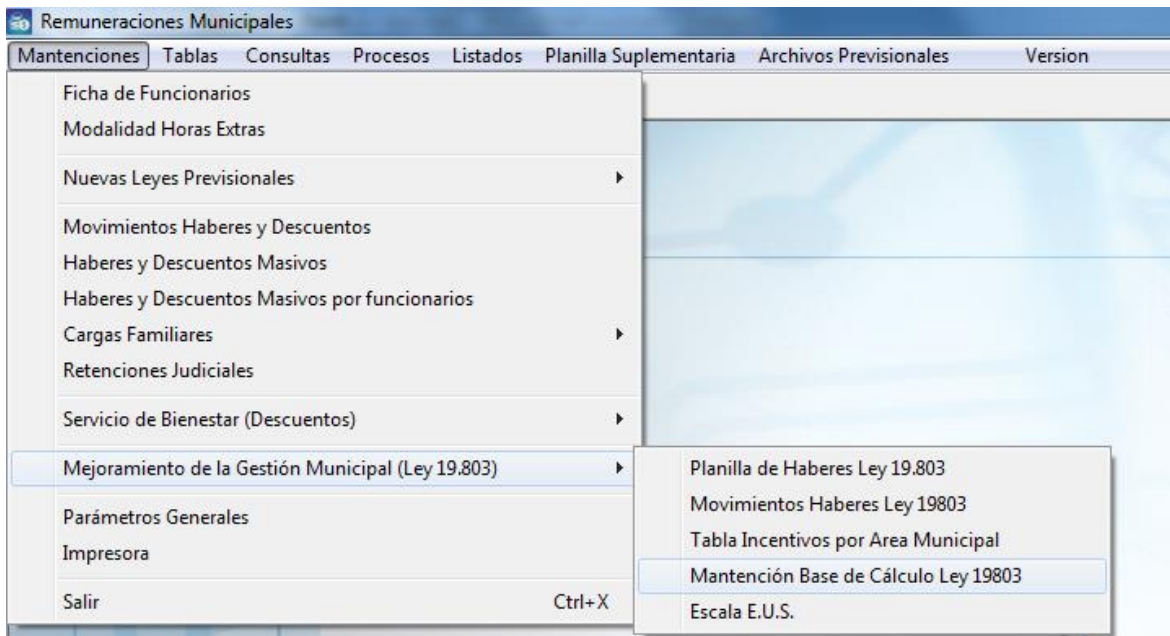 Remuneraciones Municipales
Mantenciones Tablas Consultas Procesos Listados Planilla Suplementaria Archivos Previsionales Version
Ficha de Funcionarios
Modalidad Horas Extras
Nuevas Leyes Previsionales
Movimientos Haberes y Descuentos
Haberes y Descuentos Masivos
Haberes y Descuentos Masivos por funcionarios
Cargas Familiares
Retenciones Judiciales
Servicio de Bienestar (Descuentos)
Mejoramiento de la Gestión Municipal (Ley 19.803)
Parámetros Generales
Impresora
Salir Ctrl+X
Planilla de Haberes Ley 19.803
Movimientos Haberes Ley 19803
Tabla Incentivos por Area Municipal
Mantención Base de Cálculo Ley 19803
Escala E.U.S.